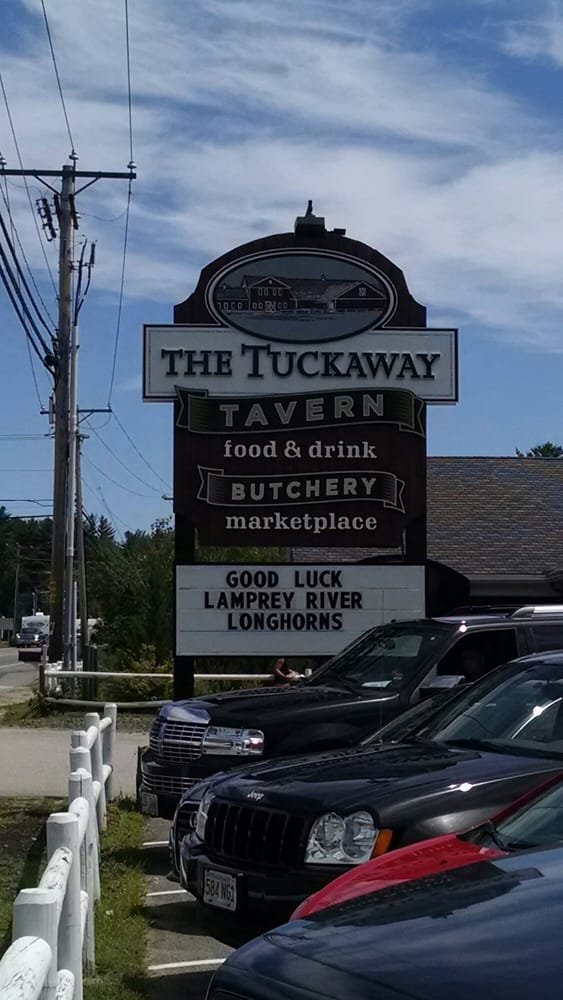 THE TUCKAWAY
TAVERN
food & drink
BUTCHERY
marketplace
GOOD LUCK
LAMPREY RIVER
LONGHORNS
Jeep